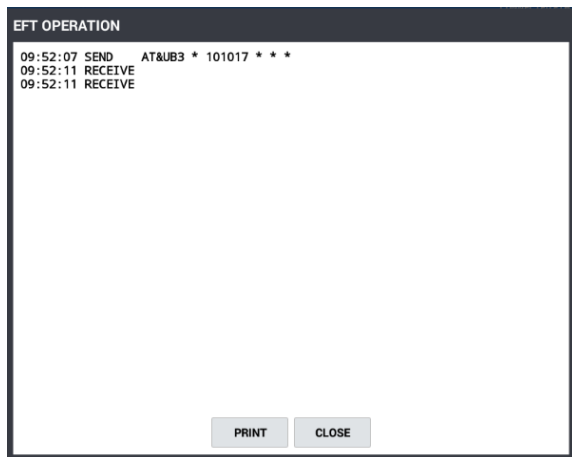 EFT OPERATION
09:52:07 SEND AT&UB3 * 101017 * * *
09:52:11 RECEIVE
09:52:11 RECEIVE
PRINT CLOSE